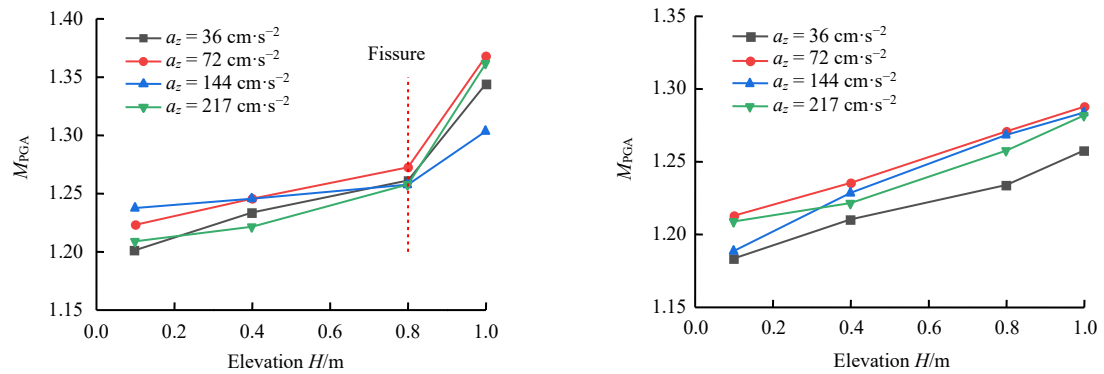 1.40
1.35
1.30
1.25
1.20
1.15
M_PGA
a_z = 36 cm·s⁻²
a_z = 72 cm·s⁻²
a_z = 144 cm·s⁻²
a_z = 217 cm·s⁻²
Fissure
0.0 0.2 0.4 0.6 0.8 1.0
Elevation H/m
1.35
1.30
1.25
1.20
1.15
M_PGA
a_z = 36 cm·s⁻²
a_z = 72 cm·s⁻²
a_z = 144 cm·s⁻²
a_z = 217 cm·s⁻²
0.0 0.2 0.4 0.6 0.8 1.0
Elevation H/m